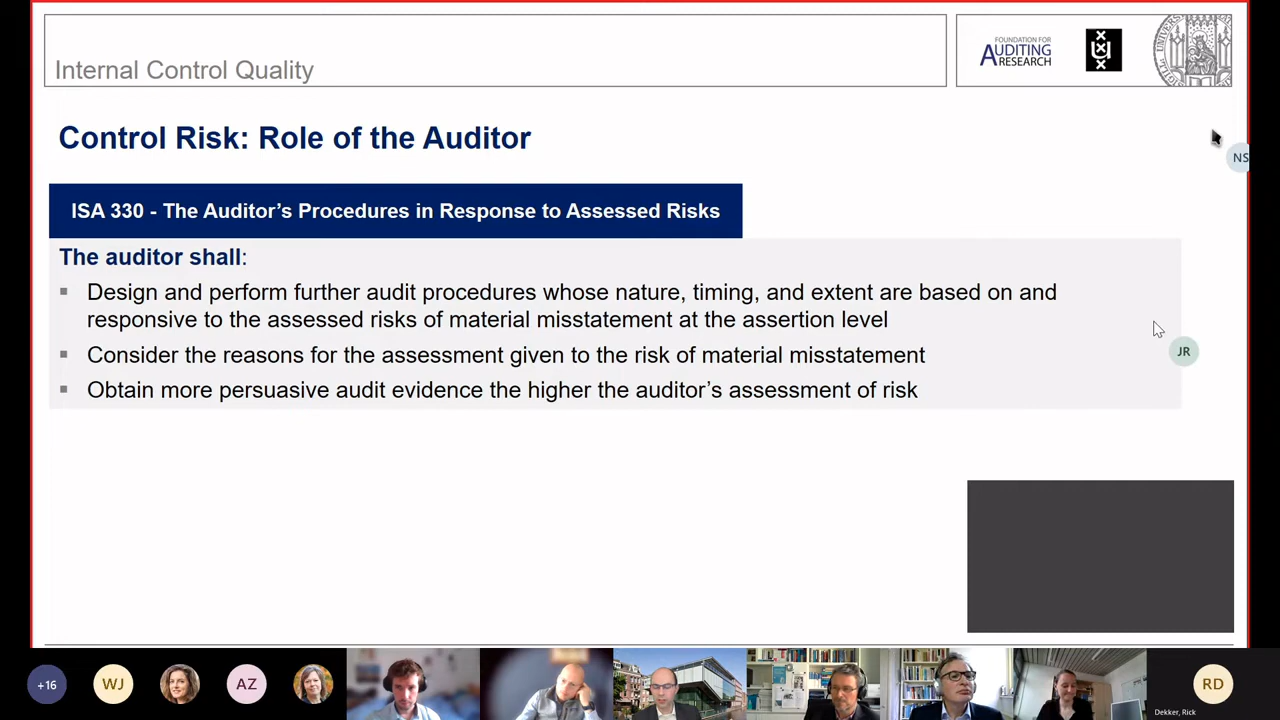 Internal Control Quality
FOUNDATION FOR
AUDITING
RESEARCH
Control Risk: Role of the Auditor
NS
ISA 330 - The Auditor's Procedures in Response to Assessed Risks
The auditor shall:
▪ Design and perform further audit procedures whose nature, timing, and extent are based on and
responsive to the assessed risks of material misstatement at the assertion level
▪ Consider the reasons for the assessment given to the risk of material misstatement
▪ Obtain more persuasive audit evidence the higher the auditor's assessment of risk
JR
+16
WJ
AZ
RD
Dekker, Rick